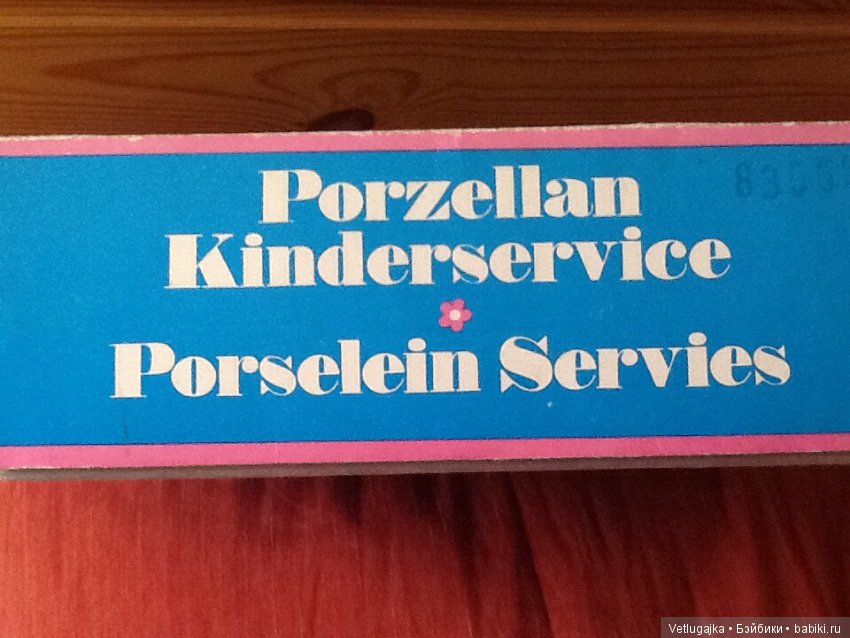 Porzellan
Kinderservice
Porselein Servies
Vetlugajka • Бэйбики • babiki.ru